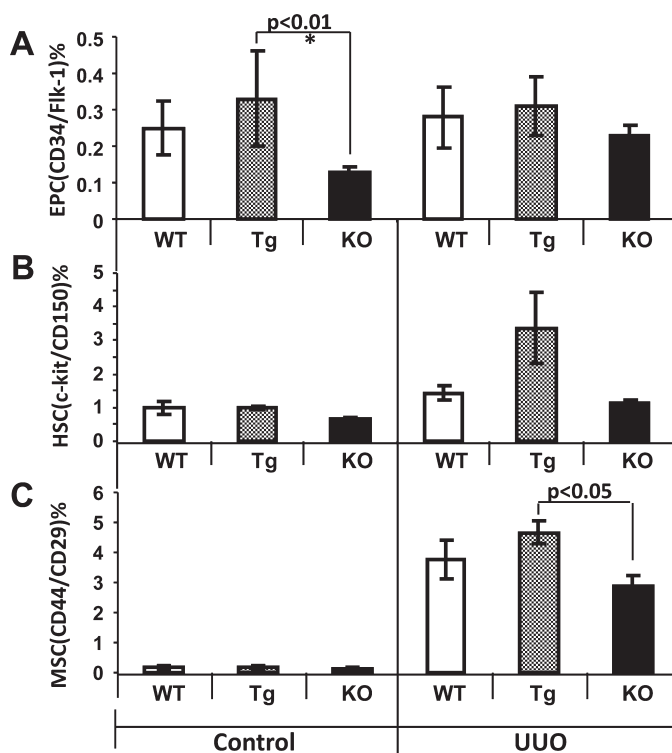 A
EPC(CD34/Flk-1)%
0.5
0.4
0.3
0.2
0.1
0
p<0.01
*
WT Tg KO WT Tg KO
B
HSC(c-kit/CD150)%
5
4
3
2
1
0
WT Tg KO WT Tg KO
C
MSC(CD44/CD29)%
6
5
4
3
2
1
0
p<0.05
WT Tg KO WT Tg KO
Control UUO